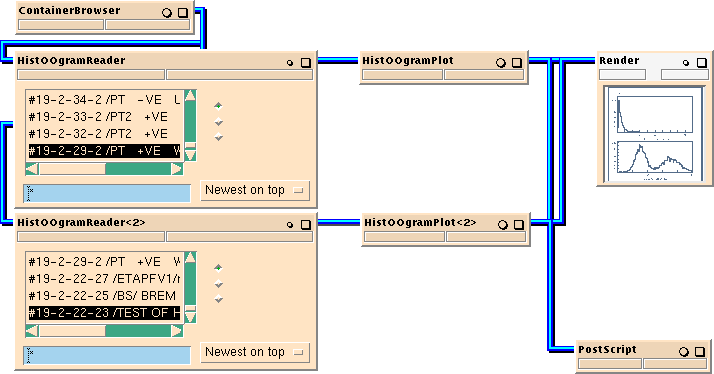 ContainerBrowser
HistOOgramReader
#19-2-34-2 /PT -VE U
#19-2-33-2 /PT2 +VE
#19-2-32-2 /PT2 +VE
#19-2-29-2 /PT +VE
Newest on top
HistOOgramPlot
Render
HistOOgramReader<2>
#19-2-29-2 /PT +VE
#19-2-22-27 /ETAPFV1/r
#19-2-22-25 /BS/ BREM
#19-2-22-23 /TEST OF H
Newest on top
HistOOgramPlot<2>
PostScript